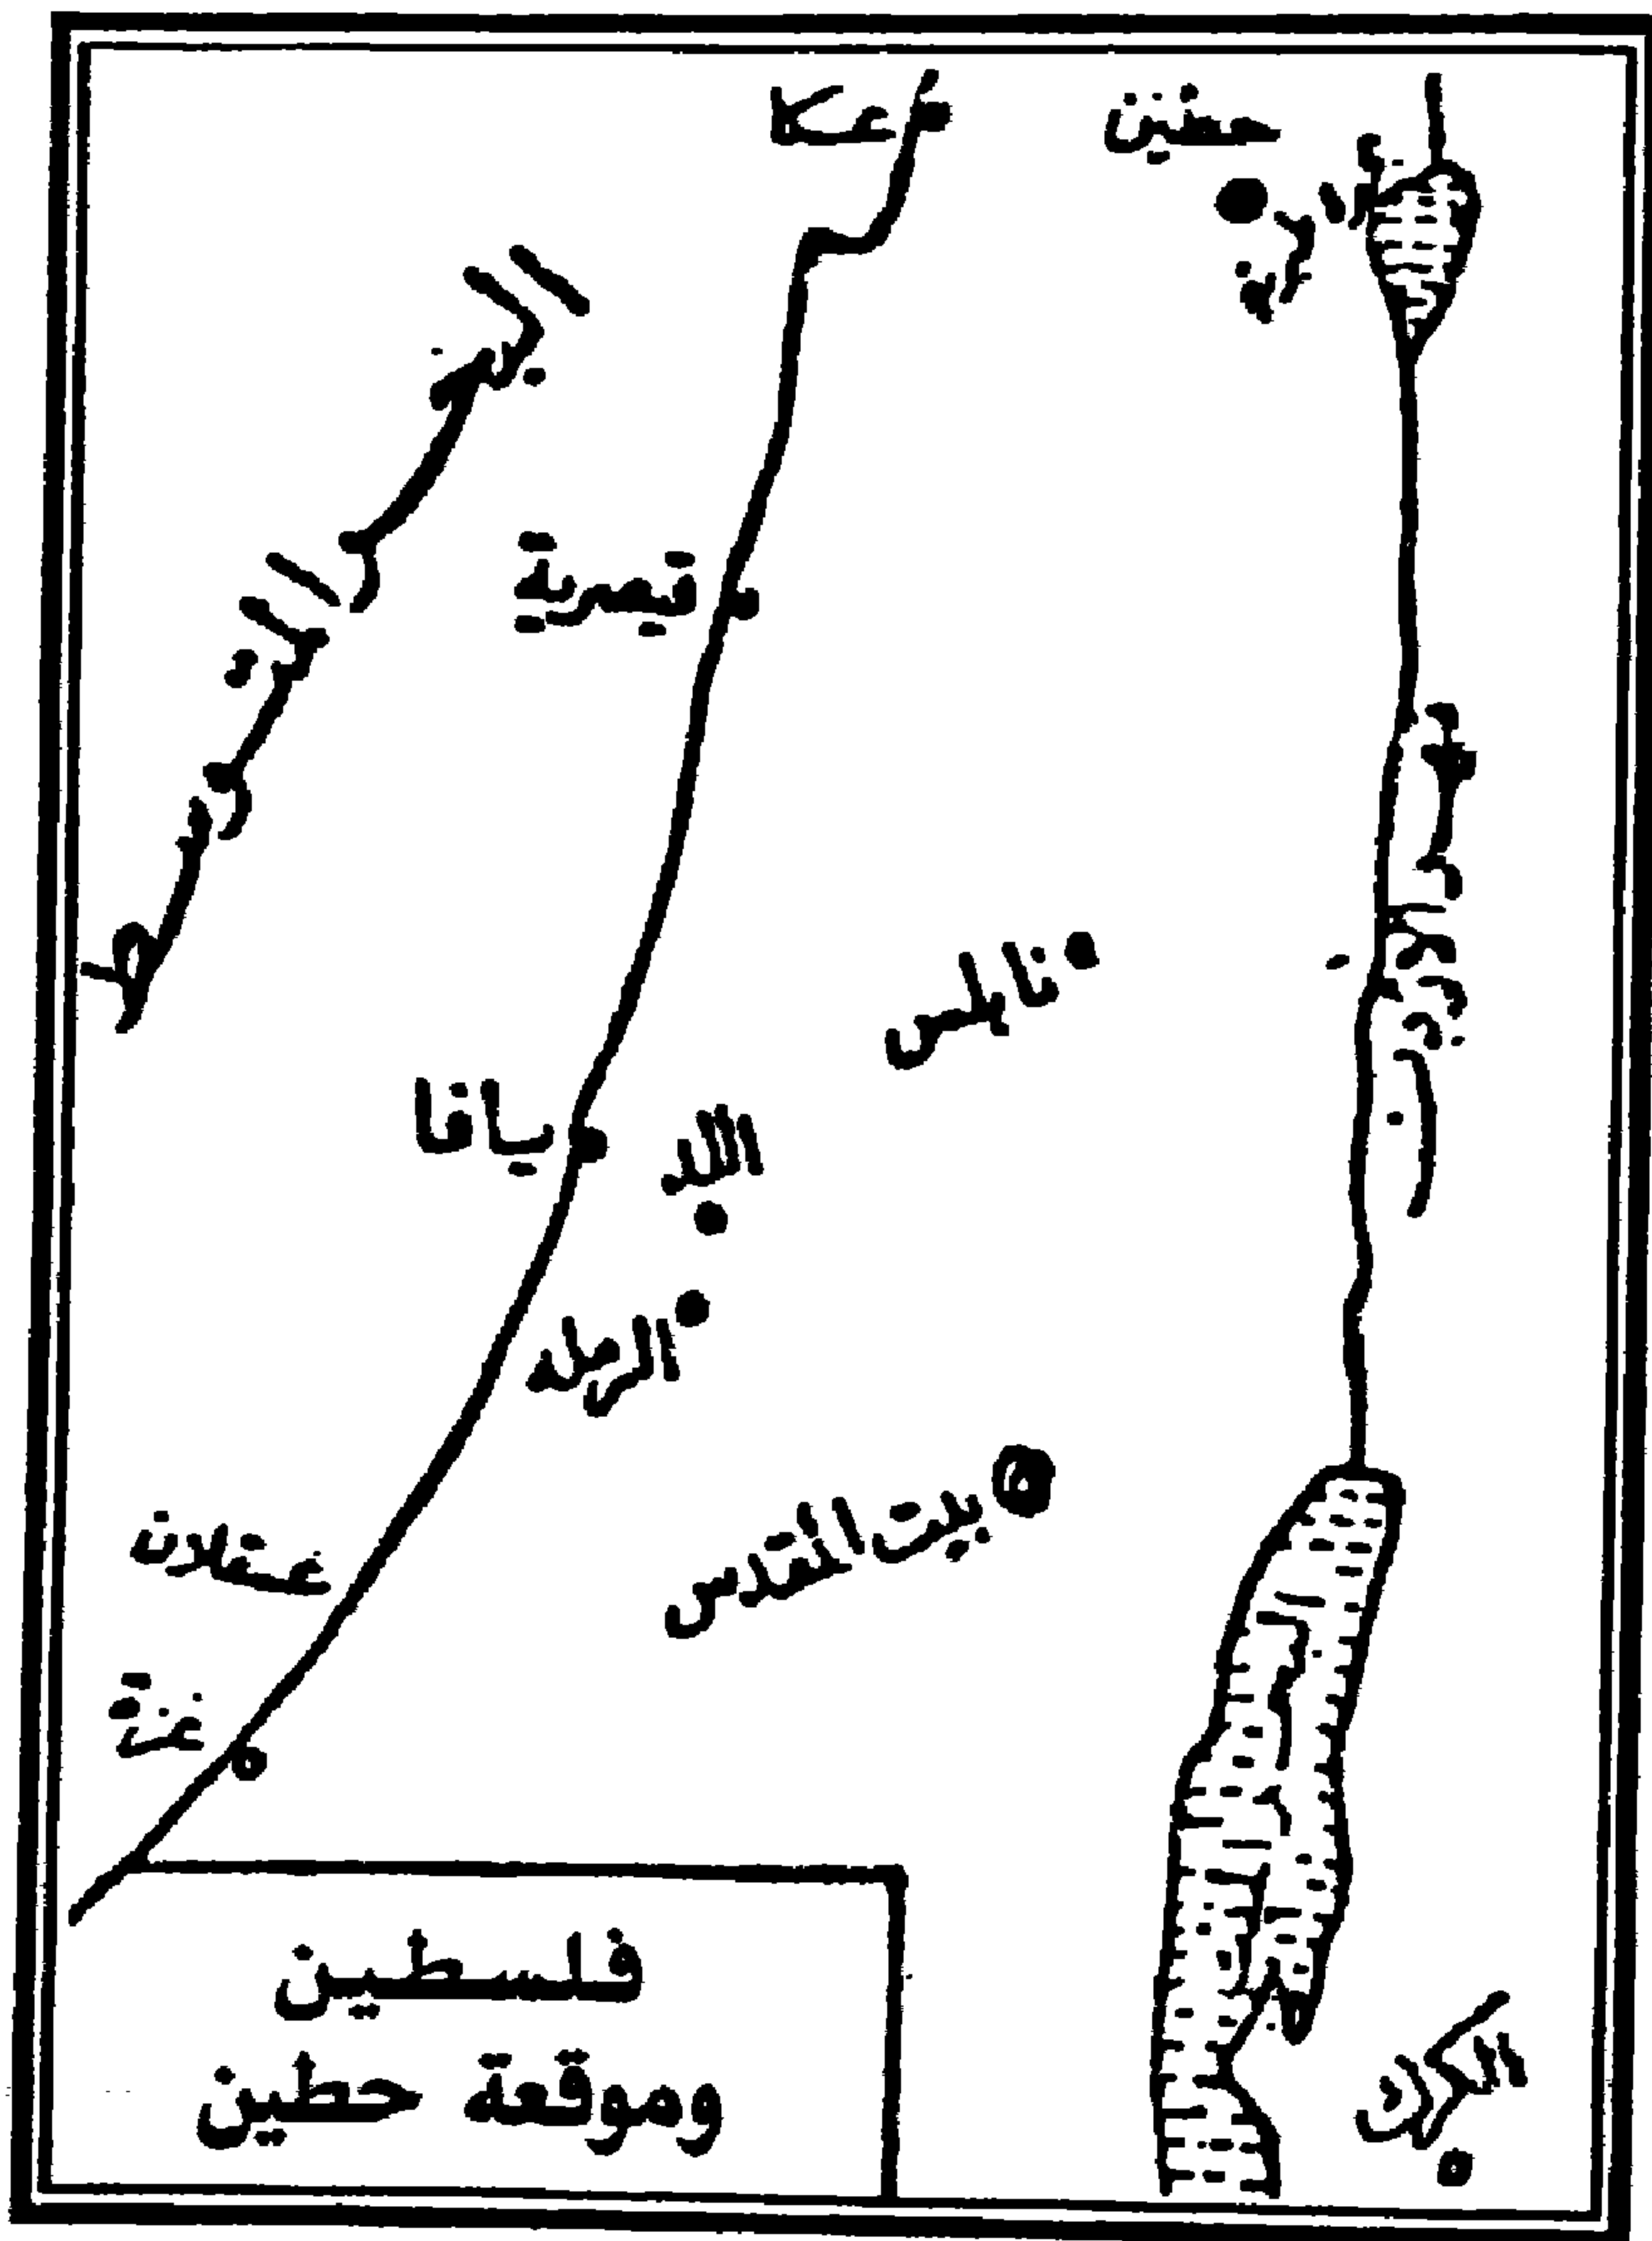 عكا
حطين
طبرية
البحر المتوسط
قيصرية
نهر الأردن
نابلس
يافا
اللد
الرملة
بيت المقدس
عسقلان
غزة
البحر الميت
الكرك
فلسطين
وموقعة حطين